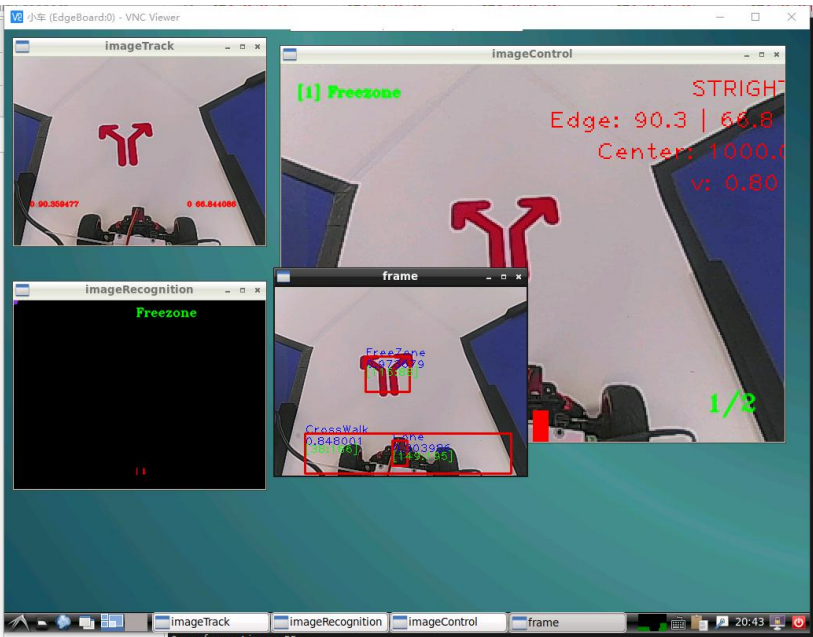 小车 (EdgeBoard:0) - VNC Viewer
imageTrack
0 90.359477
0 66.844086
imageControl
[1] Freezone
STRIGHT
Edge: 90.3 | 66.8
Center: 1000.0
v: 0.80
1/2
imageRecognition
Freezone
frame
FreeZone
CrossWalk
0.848001
[149,195]
imageTrack
imageRecognition
imageControl
frame
20:43